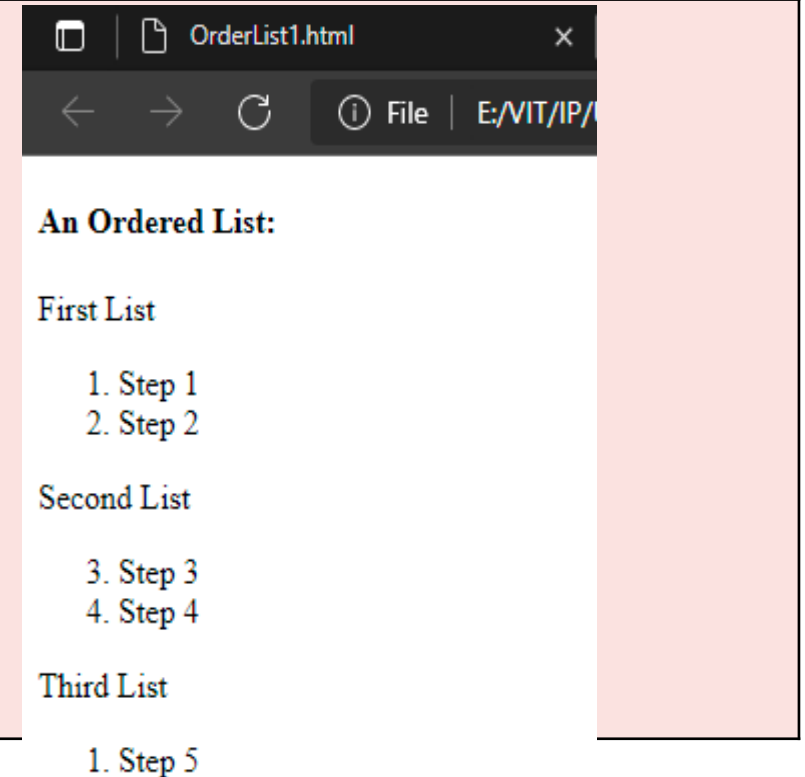 OrderList1.html
File | E:/VIT/IP/
An Ordered List:
First List
1. Step 1
2. Step 2
Second List
3. Step 3
4. Step 4
Third List
1. Step 5